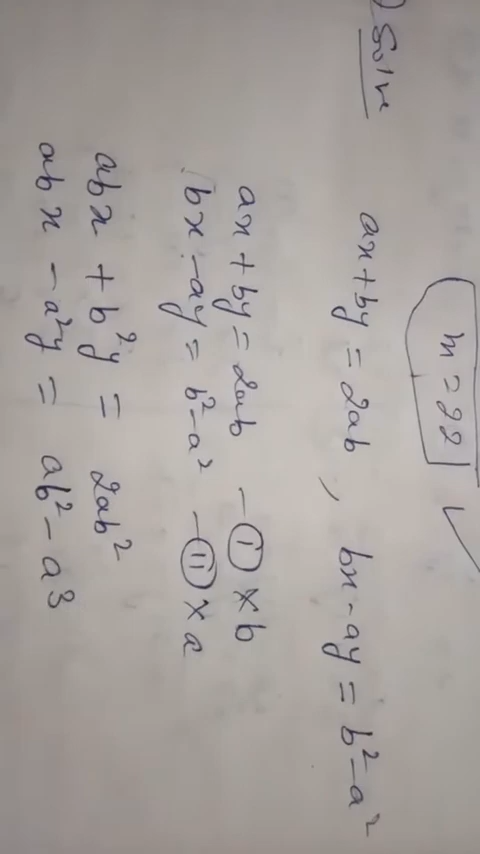 m = 22
) Solve
ax + by = 2ab , bx - ay = b² - a²
ax + by = 2ab - (i) × b
bx - ay = b² - a² - (ii) × a
abx + b²y = 2ab²
abx - a²y = ab² - a3